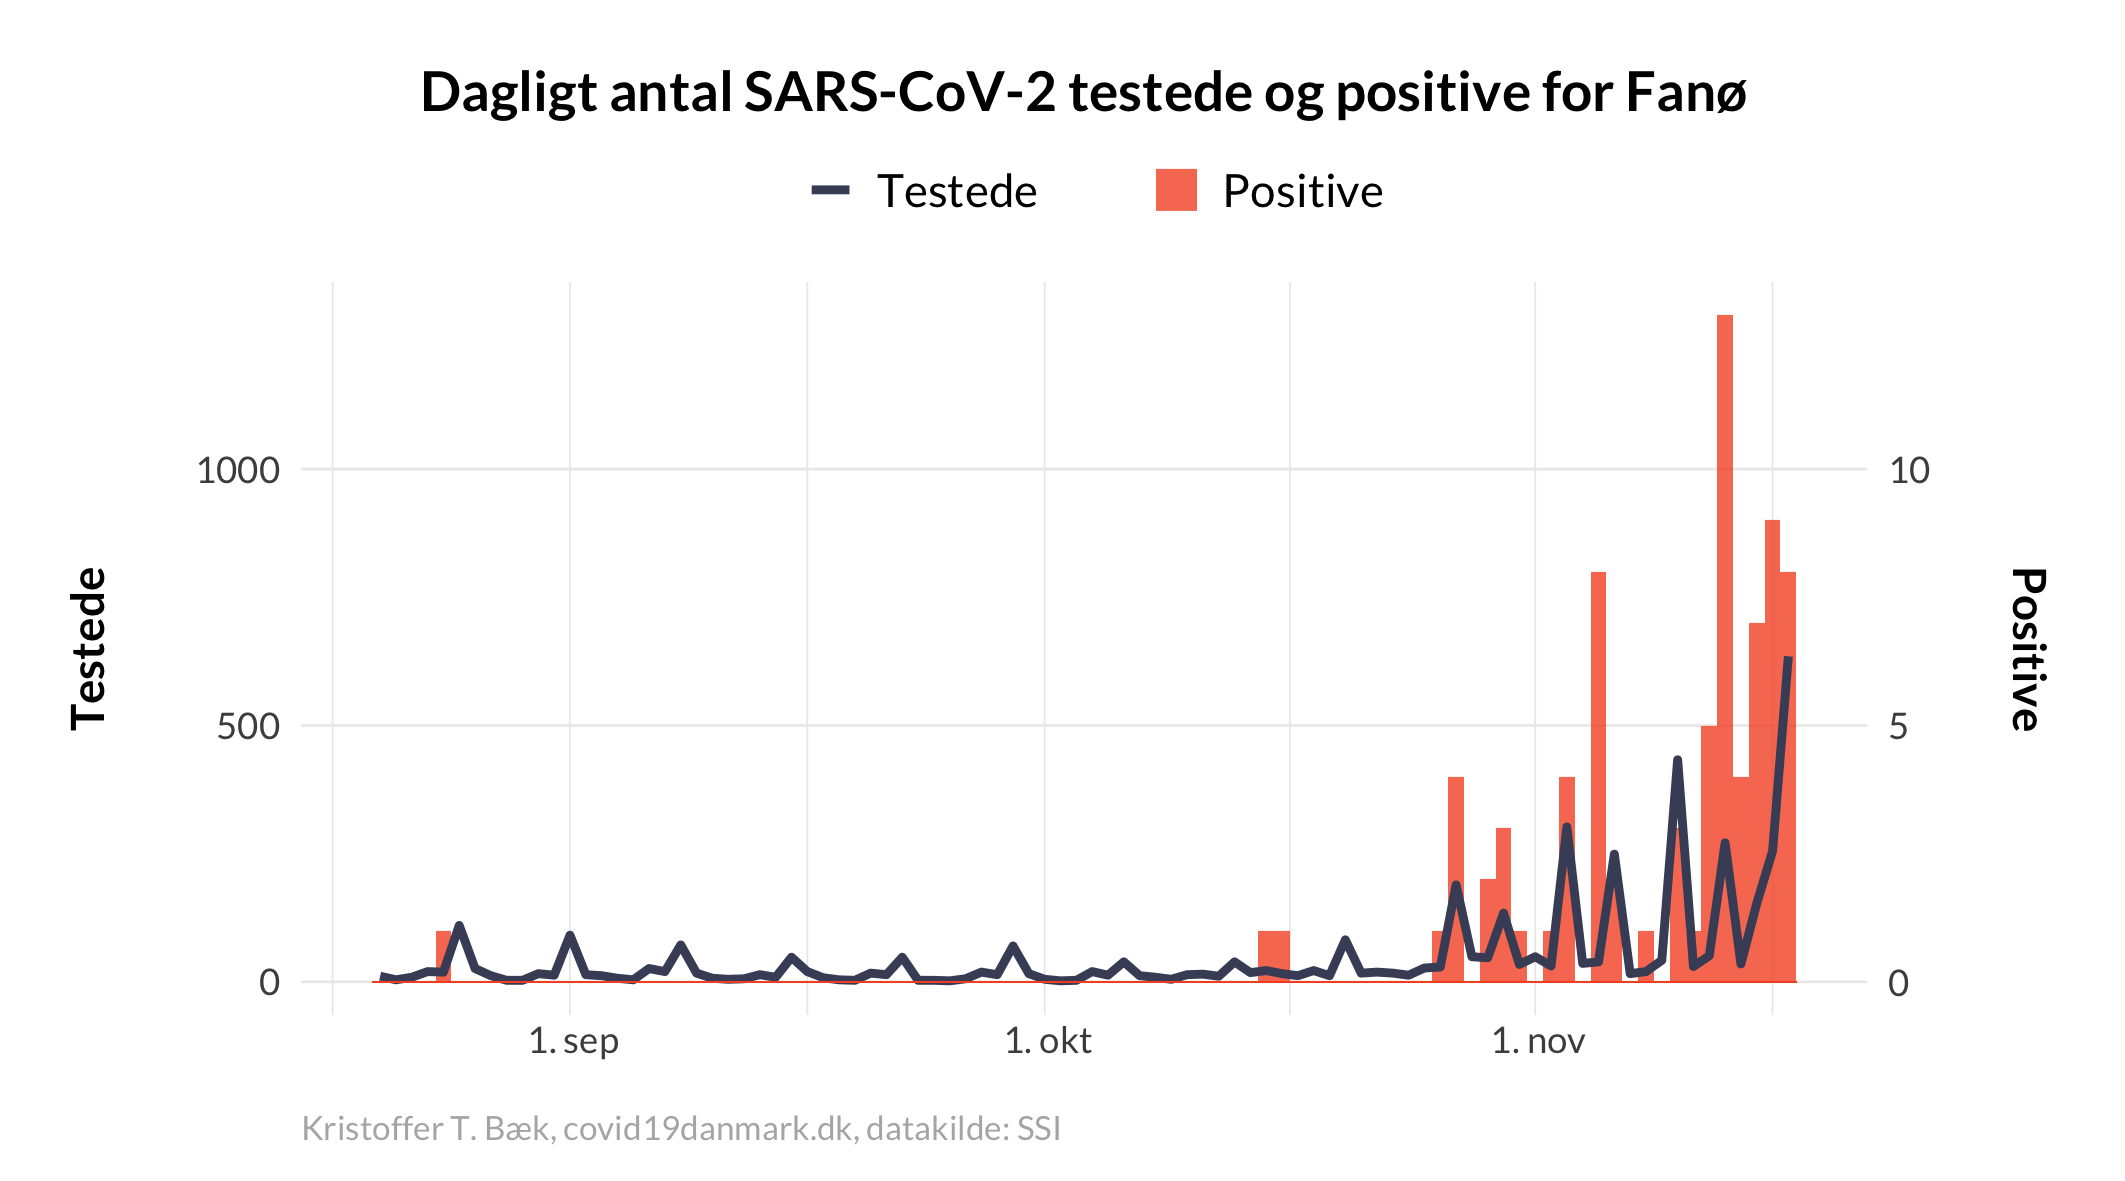 Dagligt antal SARS-CoV-2 testede og positive for Fanø
Testede
Positive
1000
500
0
10
5
0
Testede
Positive
1. sep
1. okt
1. nov
Kristoffer T. Bæk, covid19danmark.dk, datakilde: SSI